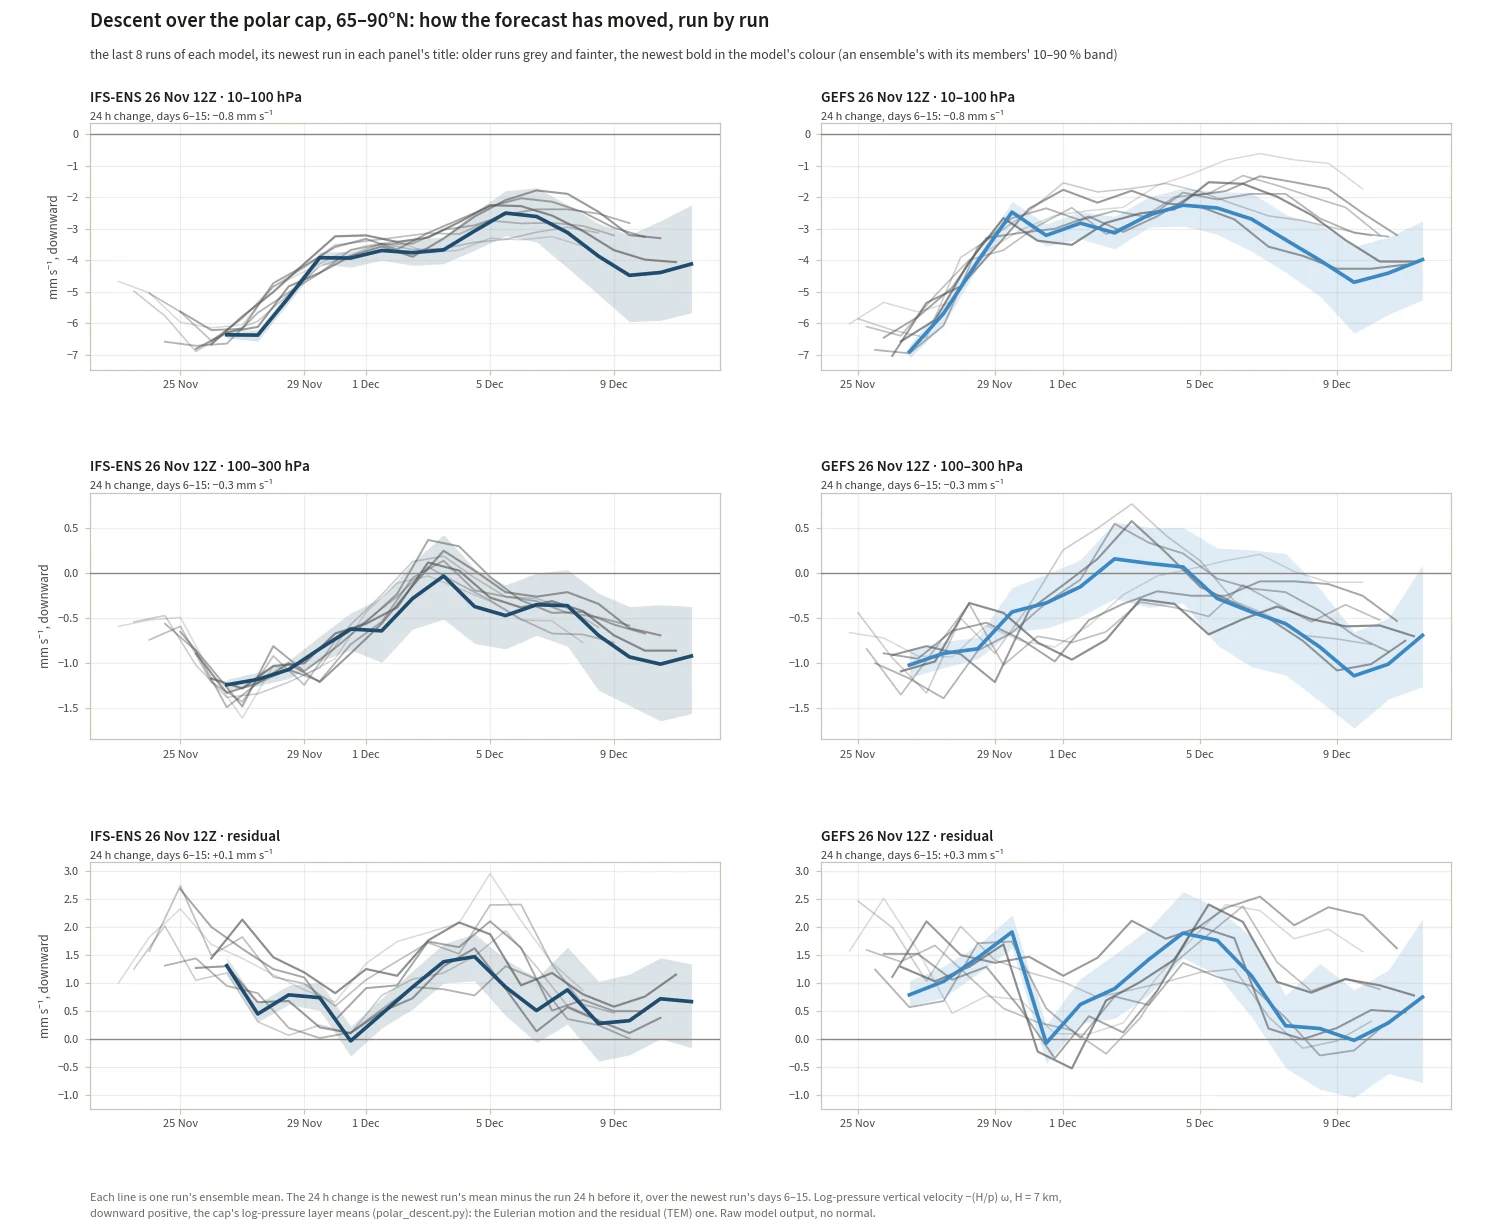 Descent over the polar cap, 65–90°N: how the forecast has moved, run by run
the last 8 runs of each model, its newest run in each panel's title: older runs grey and fainter, the newest bold in the model's colour (an ensemble's with its members' 10–90 % band)
IFS-ENS 26 Nov 12Z · 10–100 hPa
24 h change, days 6–15: −0.8 mm s⁻¹
0
−1
−2
−3
−4
−5
−6
−7
mm s⁻¹, downward
25 Nov
29 Nov
1 Dec
5 Dec
9 Dec
GEFS 26 Nov 12Z · 10–100 hPa
24 h change, days 6–15: −0.8 mm s⁻¹
0
−1
−2
−3
−4
−5
−6
−7
25 Nov
29 Nov
1 Dec
5 Dec
9 Dec
IFS-ENS 26 Nov 12Z · 100–300 hPa
24 h change, days 6–15: −0.3 mm s⁻¹
0.5
0.0
−0.5
−1.0
−1.5
mm s⁻¹, downward
25 Nov
29 Nov
1 Dec
5 Dec
9 Dec
GEFS 26 Nov 12Z · 100–300 hPa
24 h change, days 6–15: −0.3 mm s⁻¹
0.5
0.0
−0.5
−1.0
−1.5
25 Nov
29 Nov
1 Dec
5 Dec
9 Dec
IFS-ENS 26 Nov 12Z · residual
24 h change, days 6–15: +0.1 mm s⁻¹
3.0
2.5
2.0
1.5
1.0
0.5
0.0
−0.5
−1.0
mm s⁻¹, downward
25 Nov
29 Nov
1 Dec
5 Dec
9 Dec
GEFS 26 Nov 12Z · residual
24 h change, days 6–15: +0.3 mm s⁻¹
3.0
2.5
2.0
1.5
1.0
0.5
0.0
−0.5
−1.0
25 Nov
29 Nov
1 Dec
5 Dec
9 Dec
Each line is one run's ensemble mean. The 24 h change is the newest run's mean minus the run 24 h before it, over the newest run's days 6–15. Log-pressure vertical velocity −(H/p) ω, H = 7 km,
downward positive, the cap's log-pressure layer means (polar_descent.py): the Eulerian motion and the residual (TEM) one. Raw model output, no normal.